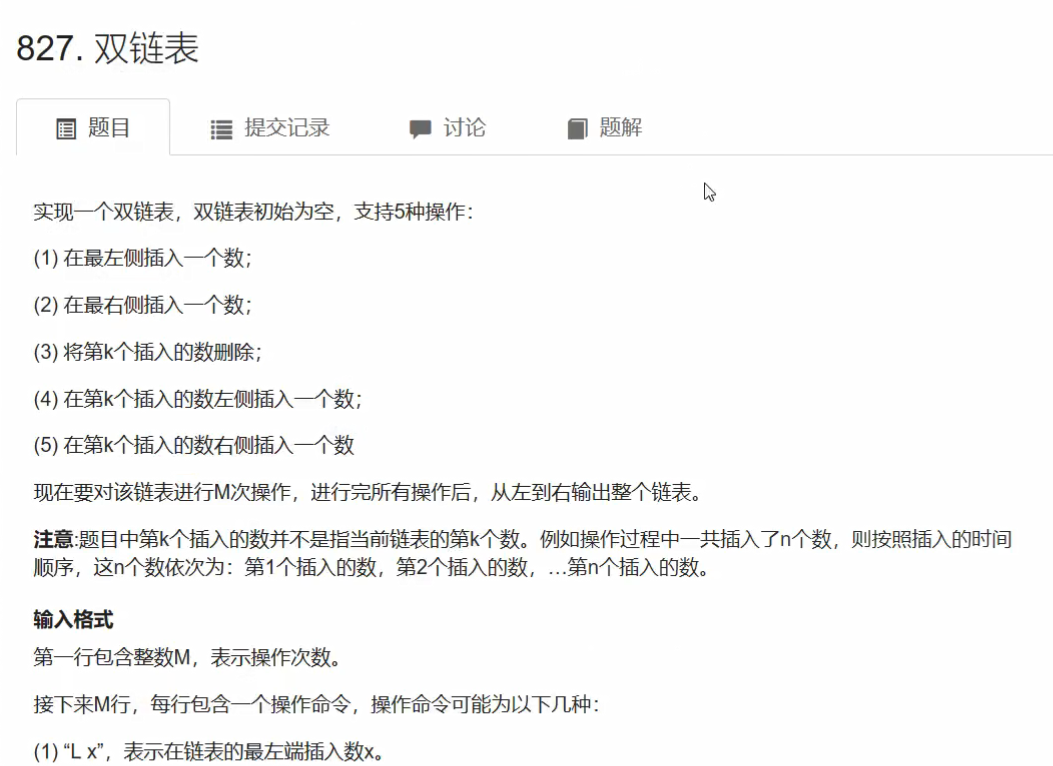 827. 双链表
题目 提交记录 讨论 题解
实现一个双链表，双链表初始为空，支持5种操作：
(1) 在最左侧插入一个数；
(2) 在最右侧插入一个数；
(3) 将第k个插入的数删除；
(4) 在第k个插入的数左侧插入一个数；
(5) 在第k个插入的数右侧插入一个数
现在要对该链表进行M次操作，进行完所有操作后，从左到右输出整个链表。
注意:题目中第k个插入的数并不是指当前链表的第k个数。例如操作过程中一共插入了n个数，则按照插入的时间
顺序，这n个数依次为：第1个插入的数，第2个插入的数，…第n个插入的数。
输入格式
第一行包含整数M，表示操作次数。
接下来M行，每行包含一个操作命令，操作命令可能为以下几种：
(1) “L x”，表示在链表的最左端插入数x。